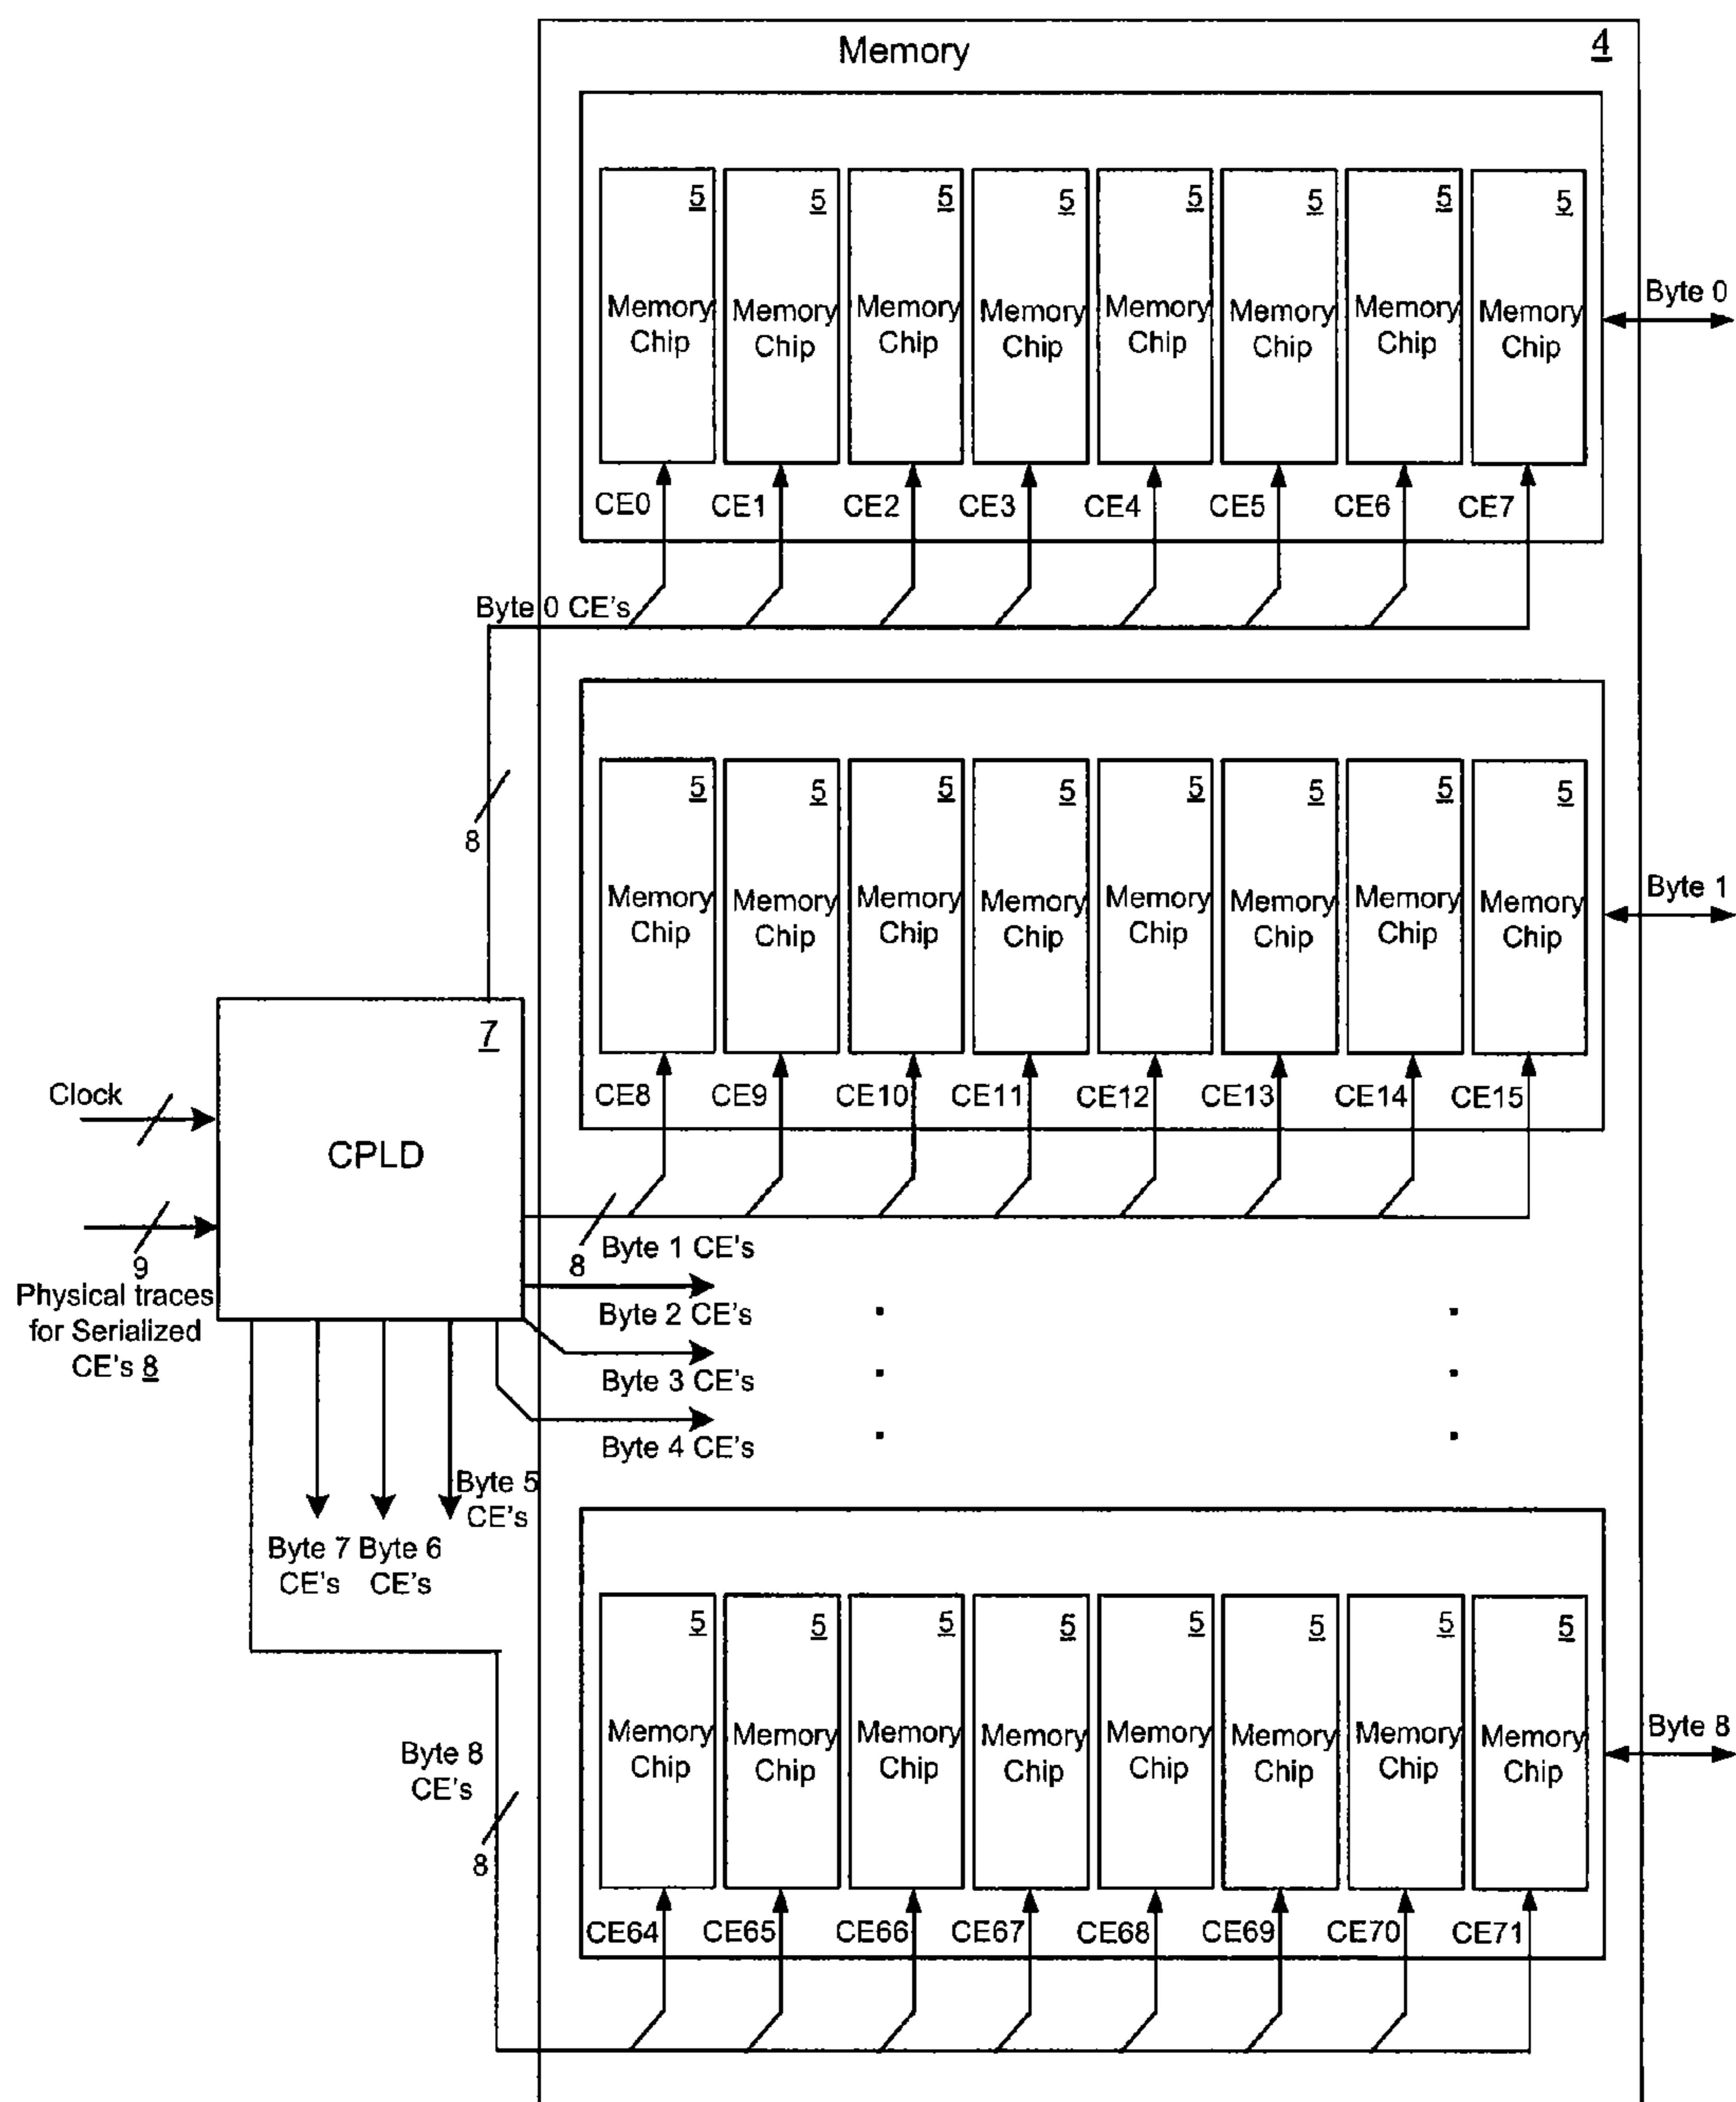 Memory
4
5 5 5 5 5 5 5 5
Memory Memory Memory Memory Memory Memory Memory Memory
Chip Chip Chip Chip Chip Chip Chip Chip
Byte 0
CE0 CE1 CE2 CE3 CE4 CE5 CE6 CE7
Byte 0 CE's
8
5 5 5 5 5 5 5 5
Memory Memory Memory Memory Memory Memory Memory Memory
Chip Chip Chip Chip Chip Chip Chip Chip
Byte 1
CE8 CE9 CE10 CE11 CE12 CE13 CE14 CE15
7
CPLD
Clock
9
Physical traces
for Serialized
CE's 8
8
Byte 1 CE's
Byte 2 CE's
Byte 3 CE's
Byte 4 CE's
Byte 5
CE's
Byte 7 Byte 6
CE's CE's
Byte 8
CE's
8
5 5 5 5 5 5 5 5
Memory Memory Memory Memory Memory Memory Memory Memory
Chip Chip Chip Chip Chip Chip Chip Chip
Byte 8
CE64 CE65 CE66 CE67 CE68 CE69 CE70 CE71